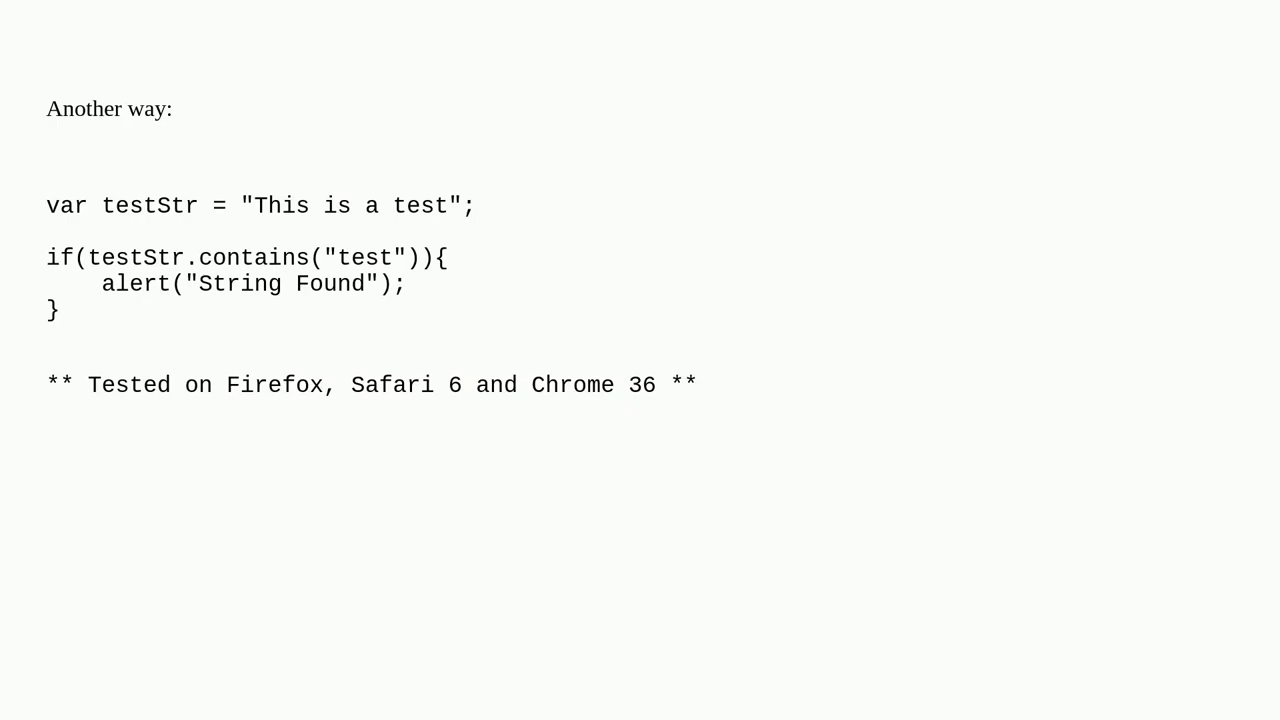 Another way:
var testStr = "This is a test";
if(testStr.contains("test")){
    alert("String Found");
}
** Tested on Firefox, Safari 6 and Chrome 36 **